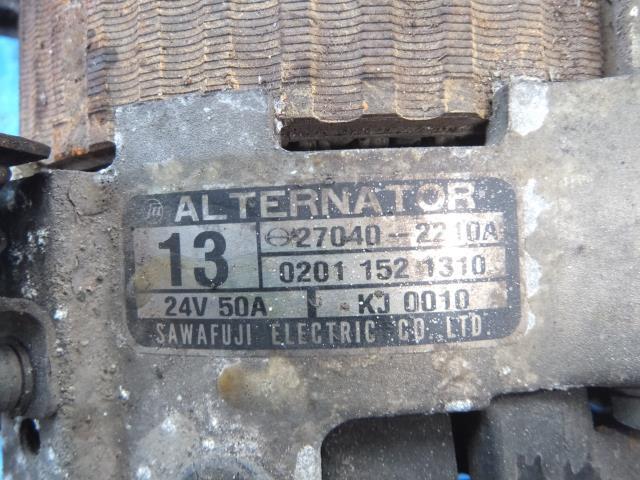 ALTERNATOR
13
27040-2210A
0201 152 1310
24V 50A
KJ 0010
SAWAFUJI ELECTRIC CO. LTD.